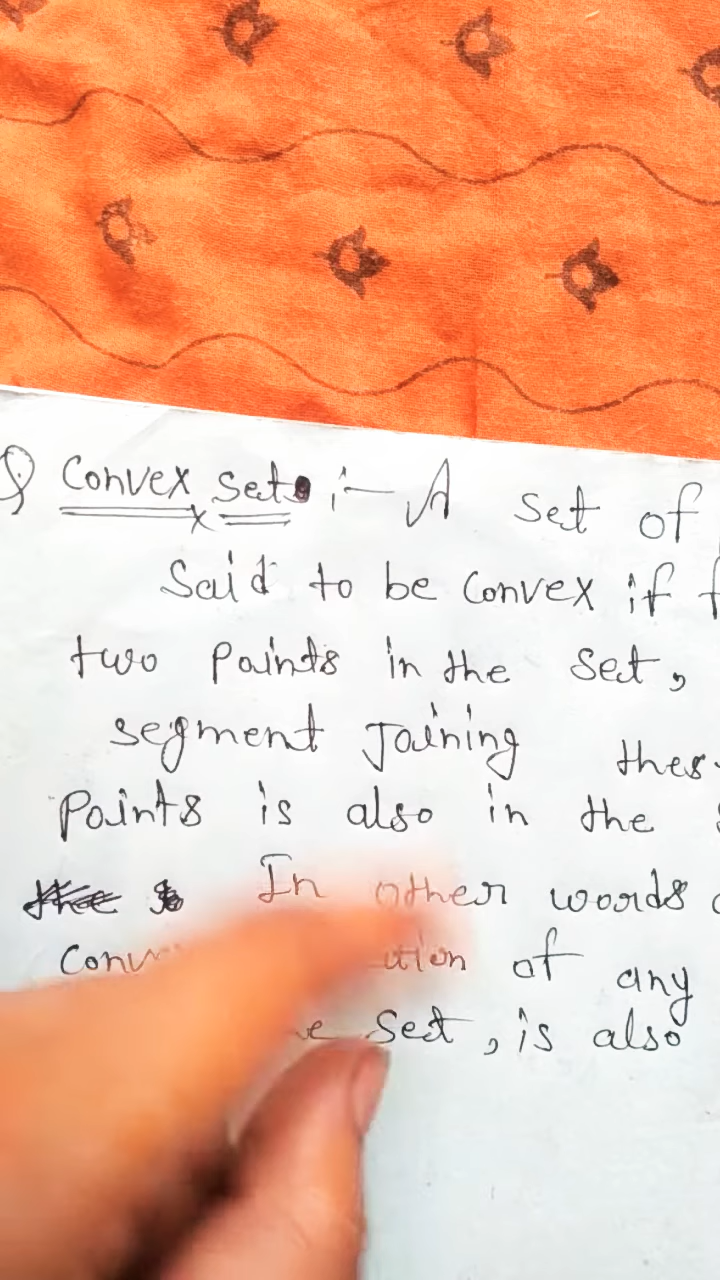 Convex Set :- A set of
Said to be convex if
two points in the set,
segment Joining
Points is also in the
In other words
of any
set, is also